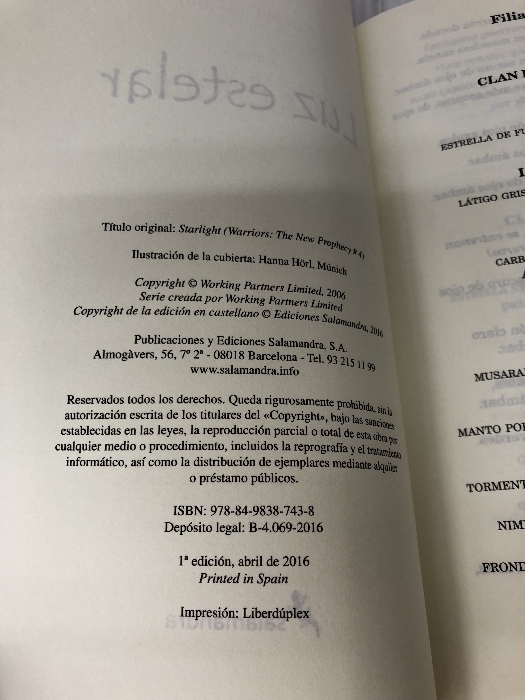 Luz estelar
Título original: Starlight (Warriors: The New Prophecy #4)
Ilustración de la cubierta: Hanna Hörl, Múnich
Copyright © Working Partners Limited, 2006
Serie creada por Working Partners Limited
Copyright de la edición en castellano © Ediciones Salamandra, 2016
Publicaciones y Ediciones Salamandra, S.A.
Almogàvers, 56, 7º 2ª - 08018 Barcelona - Tel. 93 215 11 99
www.salamandra.info
Reservados todos los derechos. Queda rigurosamente prohibida, sin la
autorización escrita de los titulares del «Copyright», bajo las sanciones
establecidas en las leyes, la reproducción parcial o total de esta obra por
cualquier medio o procedimiento, incluidos la reprografía y el tratamiento
informático, así como la distribución de ejemplares mediante alquiler
o préstamo públicos.
ISBN: 978-84-9838-743-8
Depósito legal: B-4.069-2016
1ª edición, abril de 2016
Printed in Spain
Impresión: Liberdúplex
salamandra
Filia
CLAN
ESTRELLA DE FU
LÁTIGO GRIS
CARB
MUSARA
MANTO POL
TORMENT
NIM
FROND